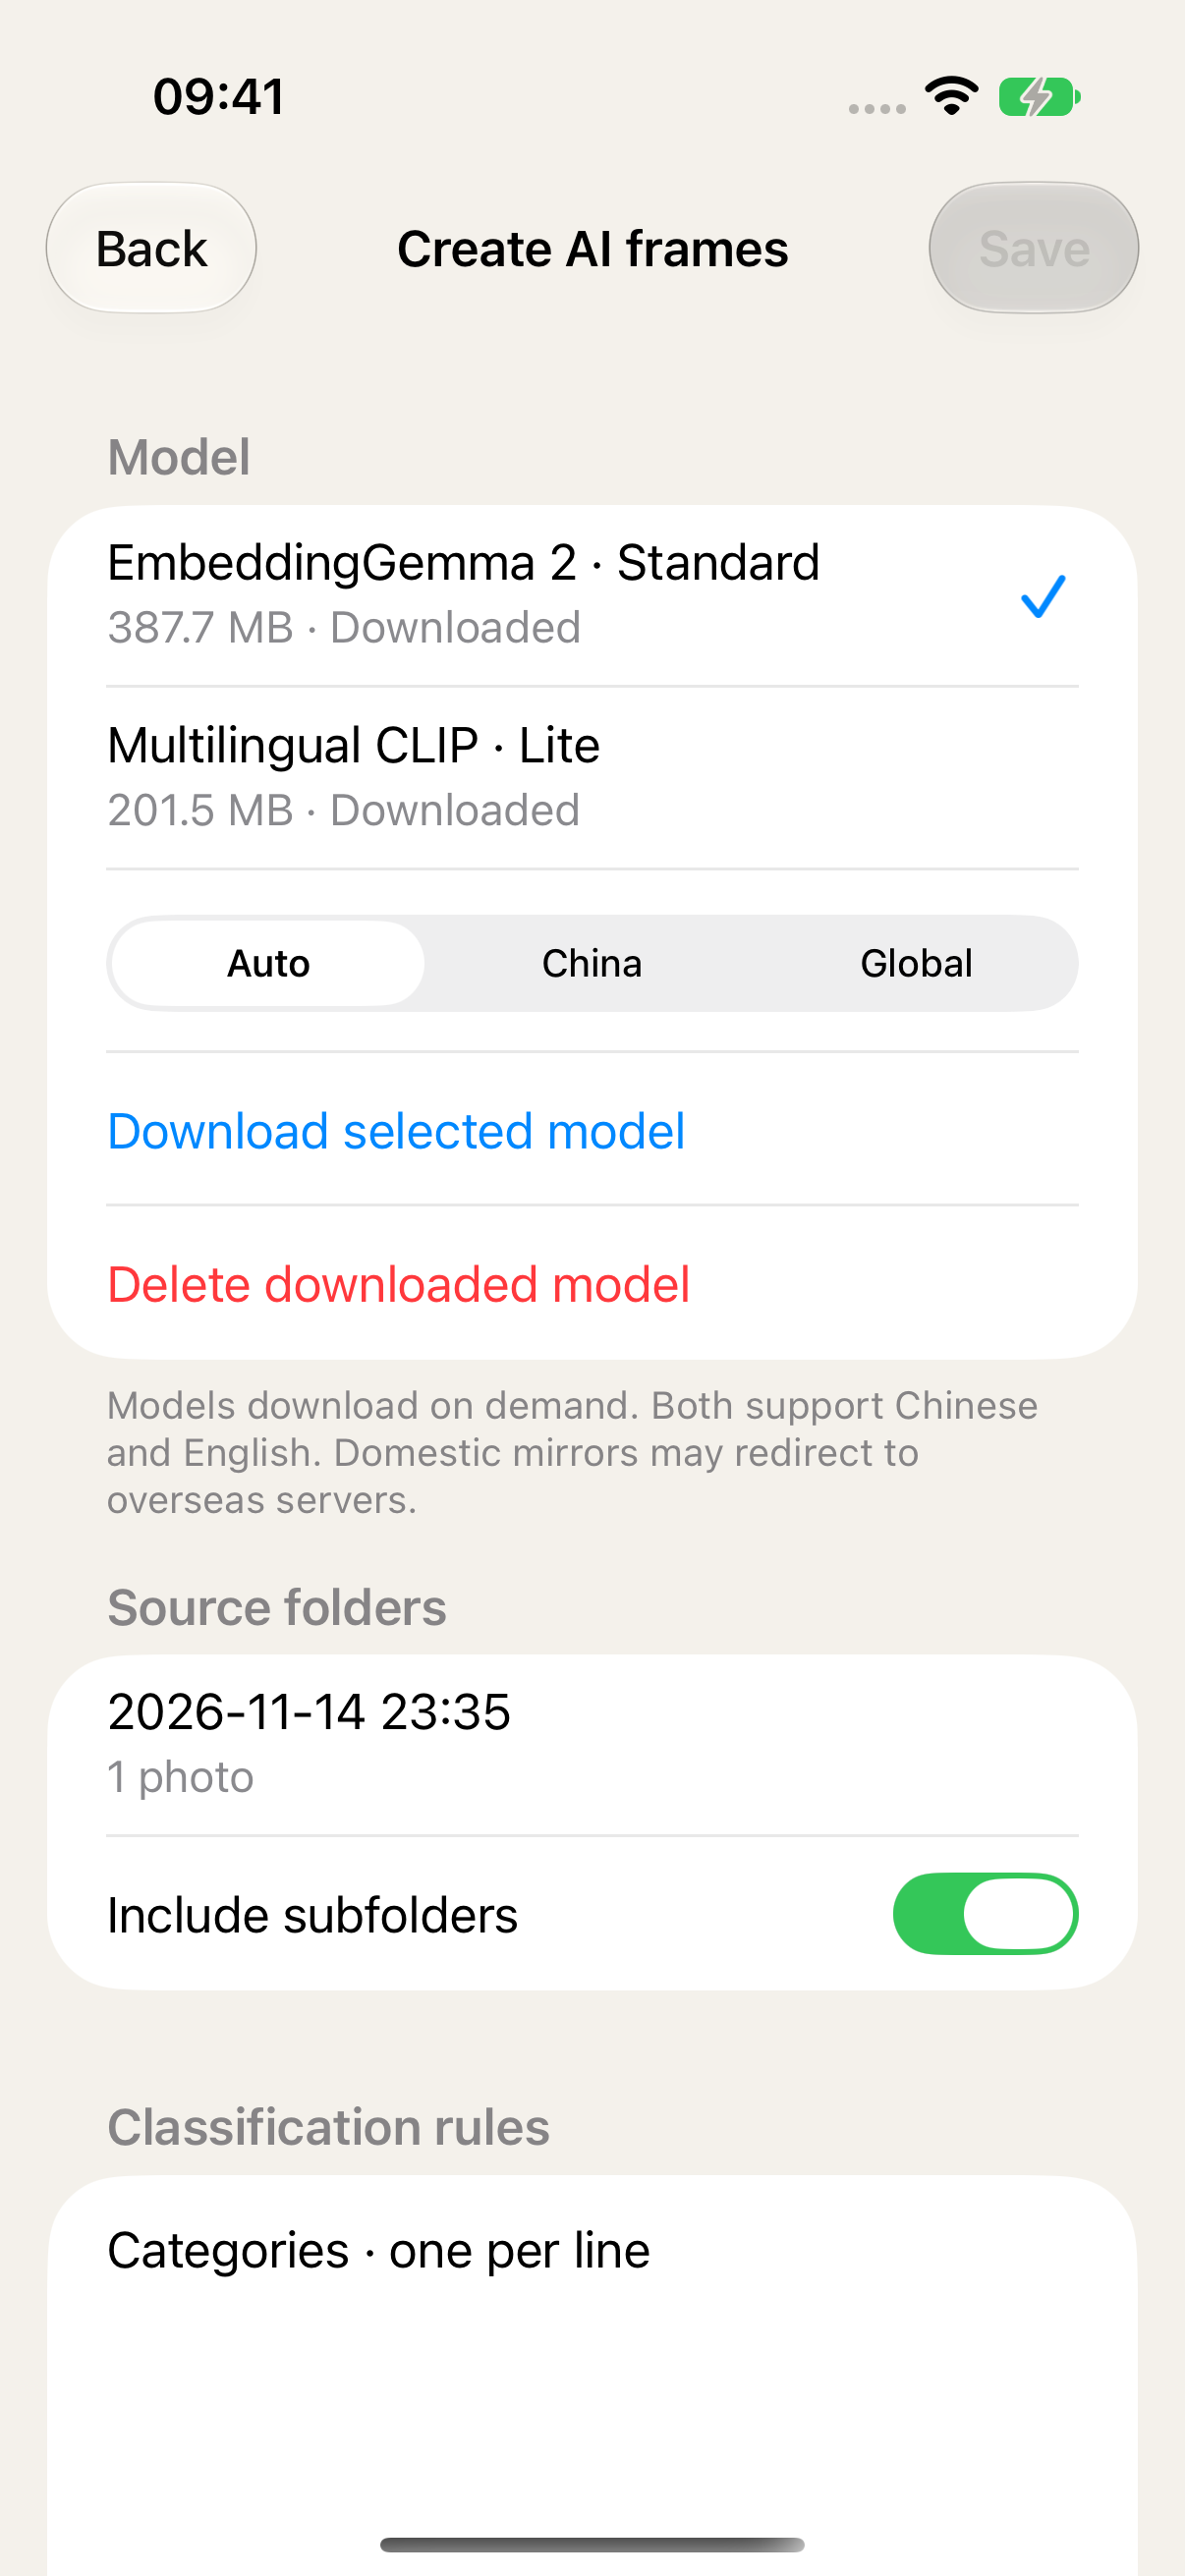 09:41
Back
Create AI frames
Save
Model
EmbeddingGemma 2 · Standard
387.7 MB · Downloaded
Multilingual CLIP · Lite
201.5 MB · Downloaded
Auto
China
Global
Download selected model
Delete downloaded model
Models download on demand. Both support Chinese
and English. Domestic mirrors may redirect to
overseas servers.
Source folders
2026-11-14 23:35
1 photo
Include subfolders
Classification rules
Categories · one per line